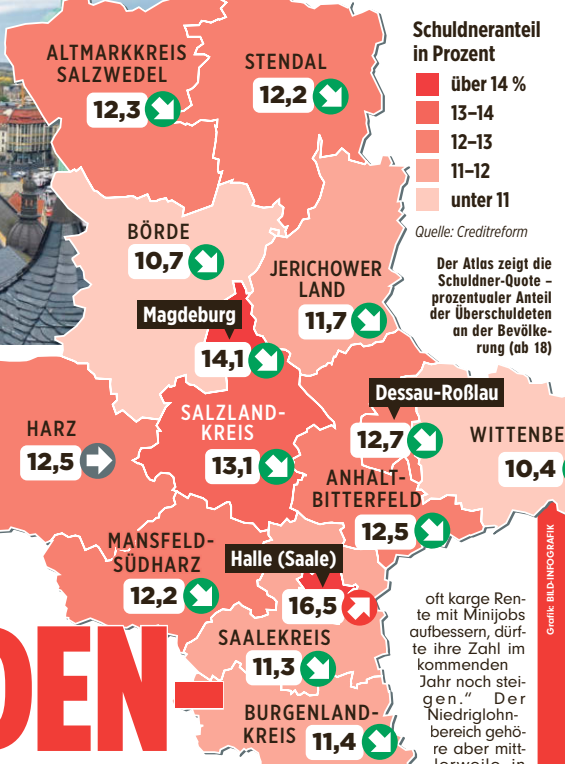 Schuldneranteil
in Prozent
über 14 %
13–14
12–13
11–12
unter 11
Quelle: Creditreform
Der Atlas zeigt die
Schuldner-Quote –
prozentualer Anteil
der Überschuldeten
an der Bevölke-
rung (ab 18)
ALTMARKKREIS
SALZWEDEL
12,3
STENDAL
12,2
BÖRDE
10,7
JERICHOWER
LAND
11,7
Magdeburg
14,1
Dessau-Roßlau
12,7
SALZLAND-
KREIS
13,1
HARZ
12,5
WITTENBE
10,4
ANHALT-
BITTERFELD
12,5
MANSFELD-
SÜDHARZ
12,2
Halle (Saale)
16,5
SAALEKREIS
11,3
BURGENLAND-
KREIS
11,4
DEN-
Grafik: BILD-INFOGRAFIK
oft karge Ren-
te mit Minijobs
aufbessern, dürf-
te ihre Zahl im
kommenden
Jahr noch stei-
gen.“ Der
Niedriglohn-
bereich gehö-
re aber mitt-
lerweile in